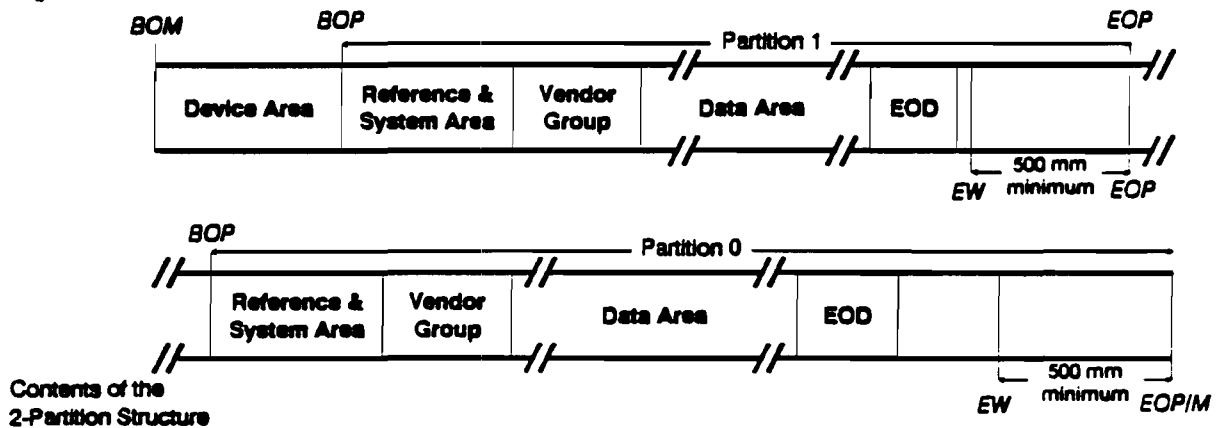 BOM BOP EOP
Partition 1
Device Area Reference & System Area Vendor Group Data Area EOD
500 mm minimum
EW EOP
BOP
Partition 0
Reference & System Area Vendor Group Data Area EOD
500 mm minimum
EW EOP/M
Contents of the
2-Partition Structure